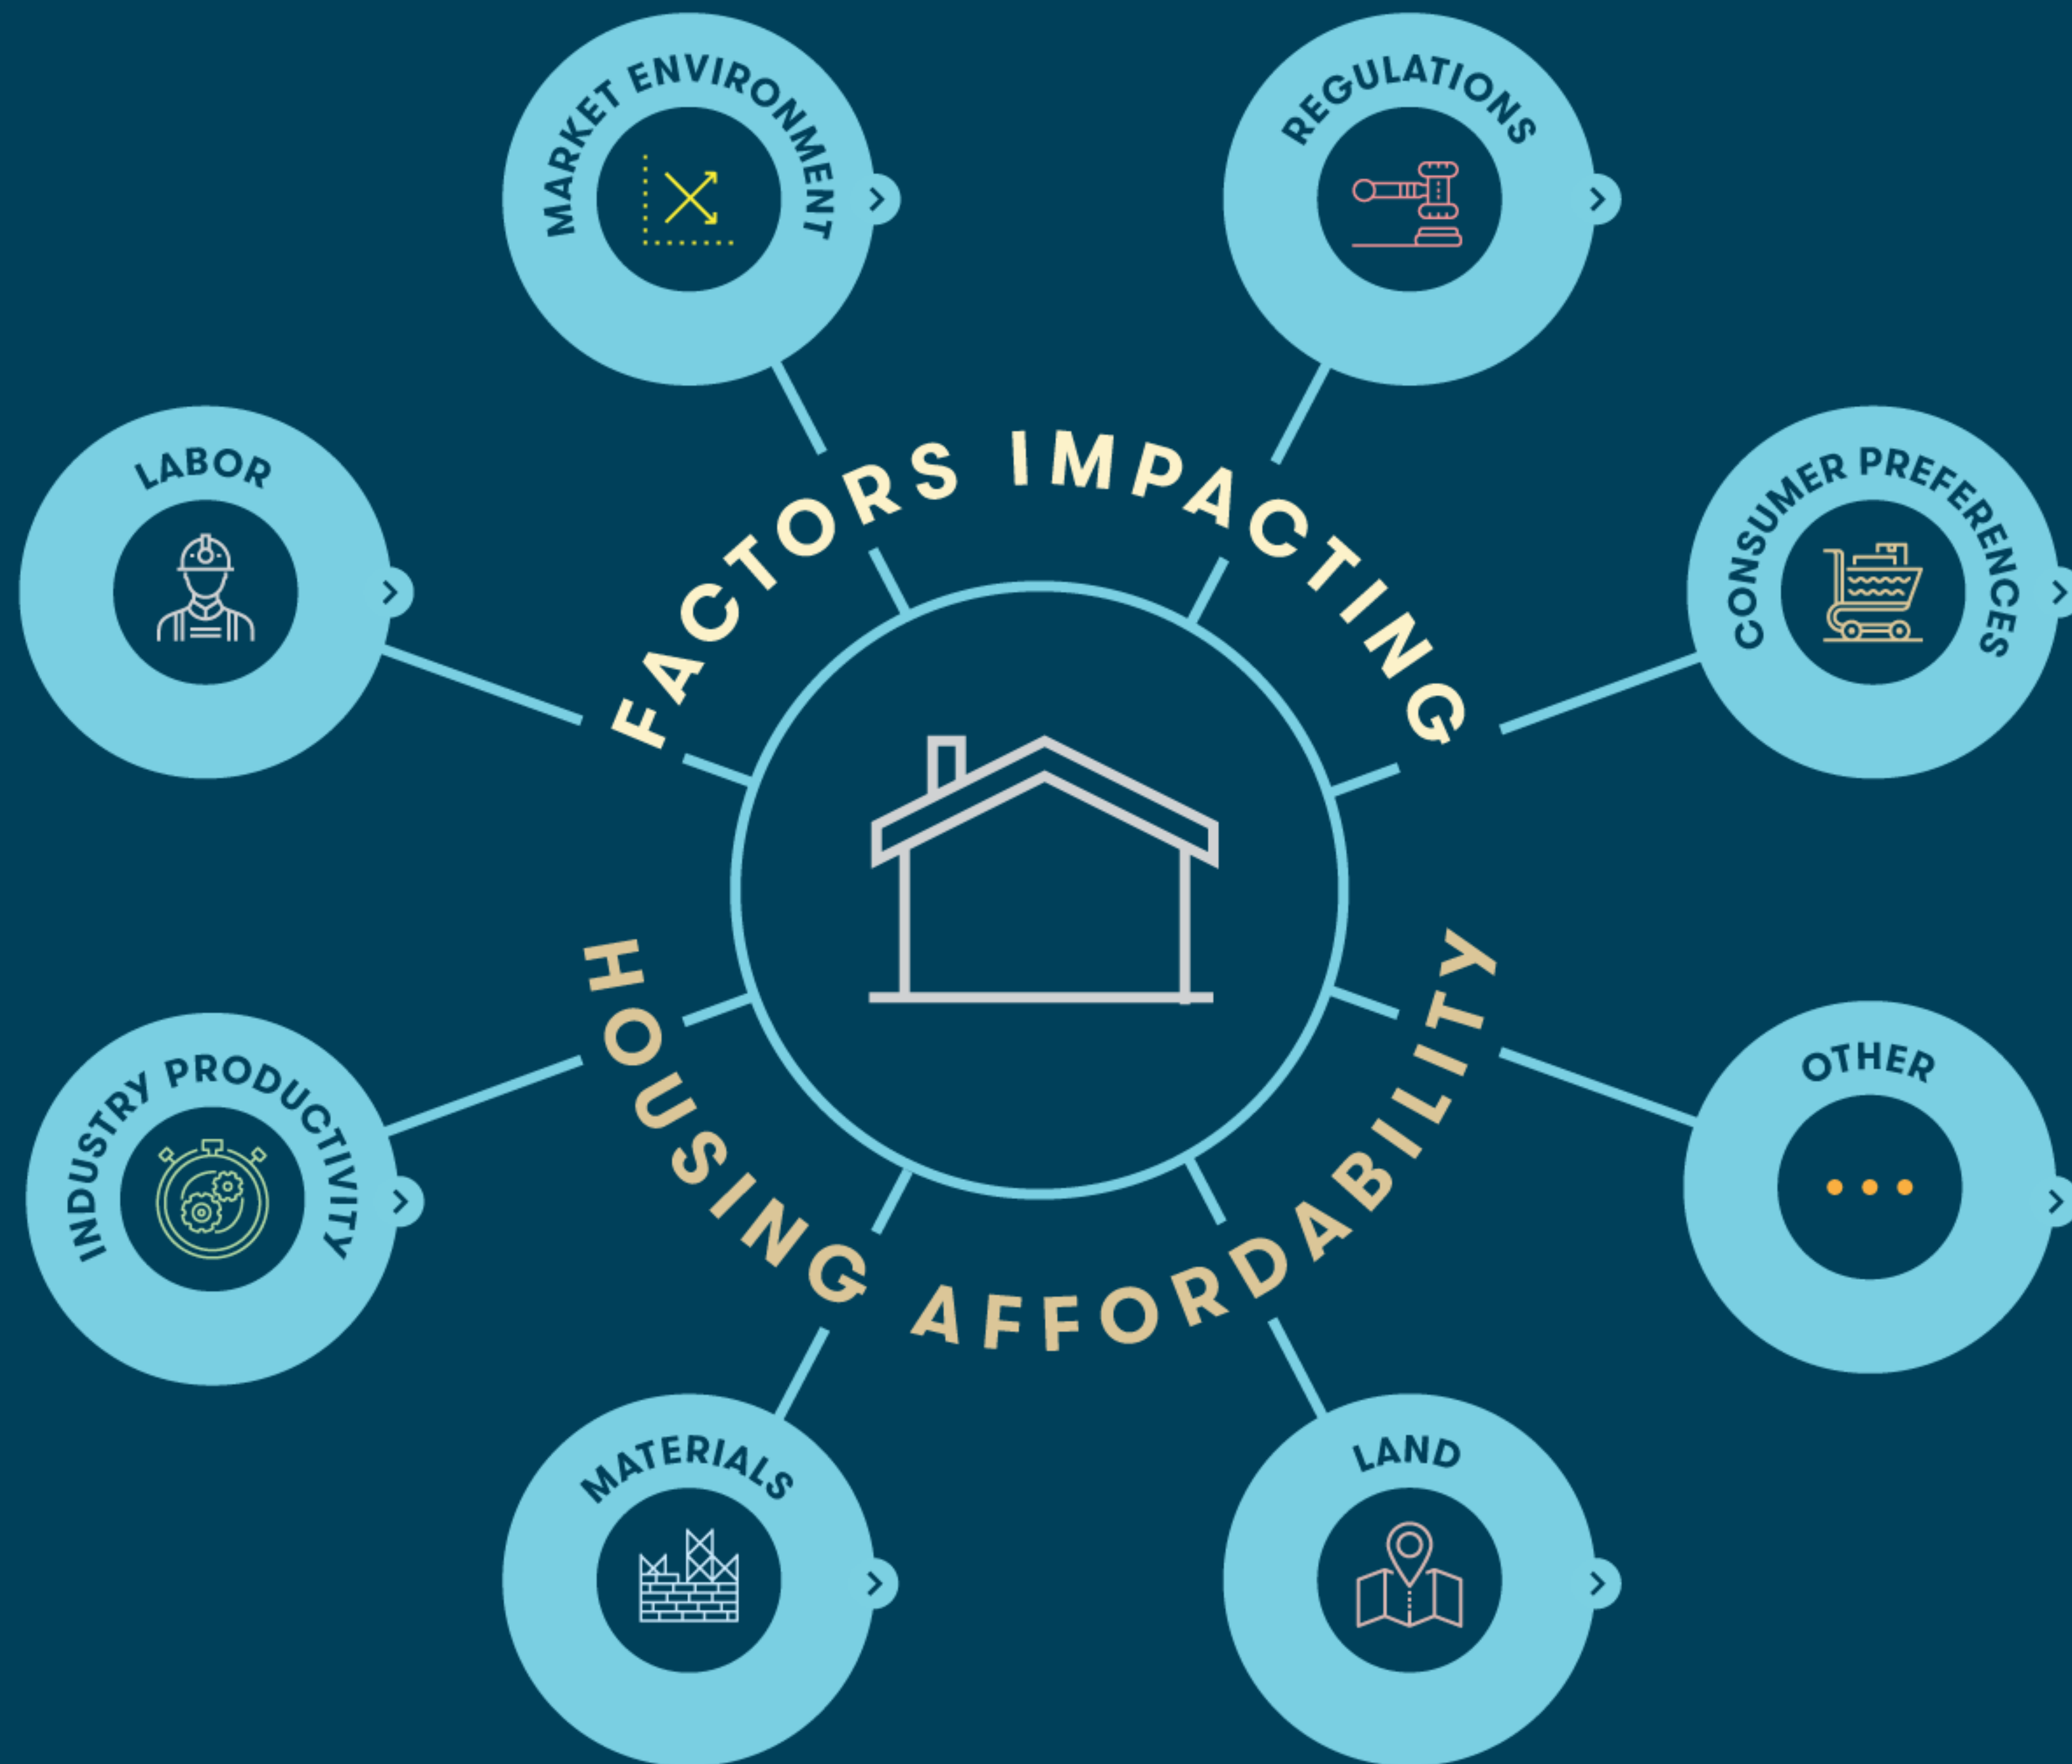 MARKET ENVIRONMENT
REGULATIONS
LABOR
CONSUMER PREFERENCES
FACTORS IMPACTING
HOUSING AFFORDABILITY
INDUSTRY PRODUCTIVITY
OTHER
MATERIALS
LAND